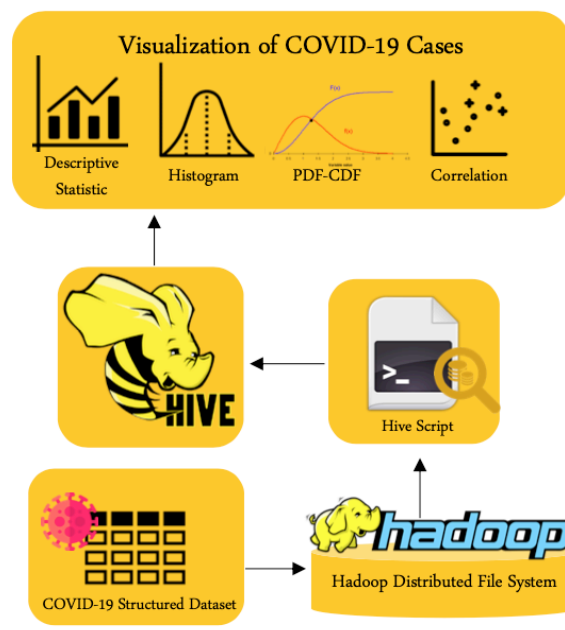 Visualization of COVID-19 Cases
F(x)
f(x)
Descriptive
Statistic
Histogram
PDF-CDF
Correlation
HIVE
>_
Hive Script
hadoop
COVID-19 Structured Dataset
Hadoop Distributed File System